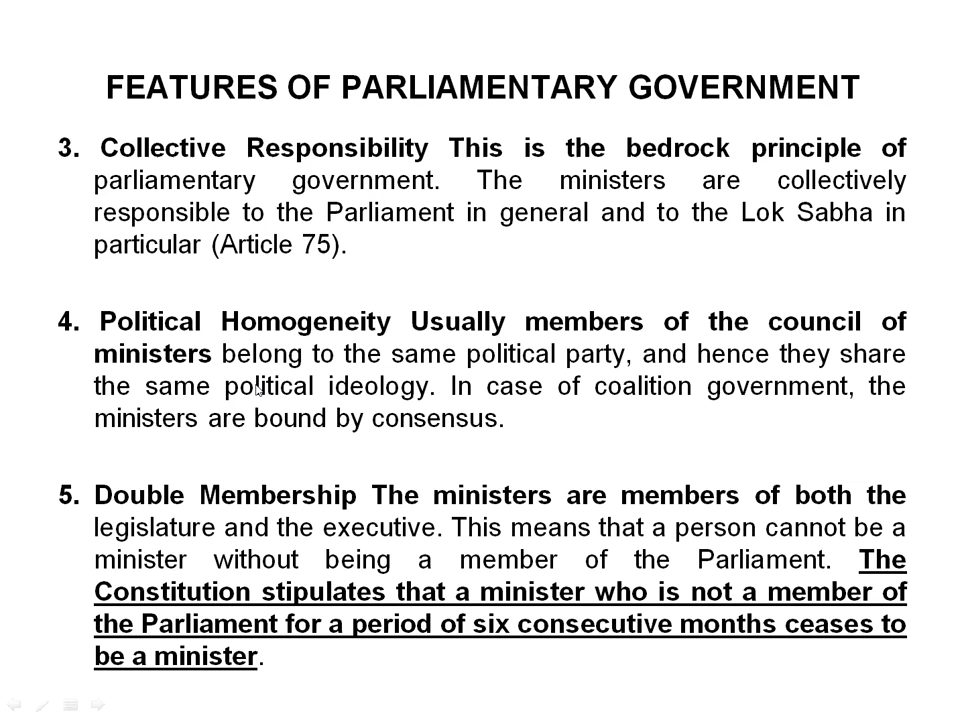 FEATURES OF PARLIAMENTARY GOVERNMENT
3. Collective Responsibility This is the bedrock principle of
parliamentary government. The ministers are collectively
responsible to the Parliament in general and to the Lok Sabha in
particular (Article 75).
4. Political Homogeneity Usually members of the council of
ministers belong to the same political party, and hence they share
the same political ideology. In case of coalition government, the
ministers are bound by consensus.
5. Double Membership The ministers are members of both the
legislature and the executive. This means that a person cannot be a
minister without being a member of the Parliament. The
Constitution stipulates that a minister who is not a member of
the Parliament for a period of six consecutive months ceases to
be a minister.